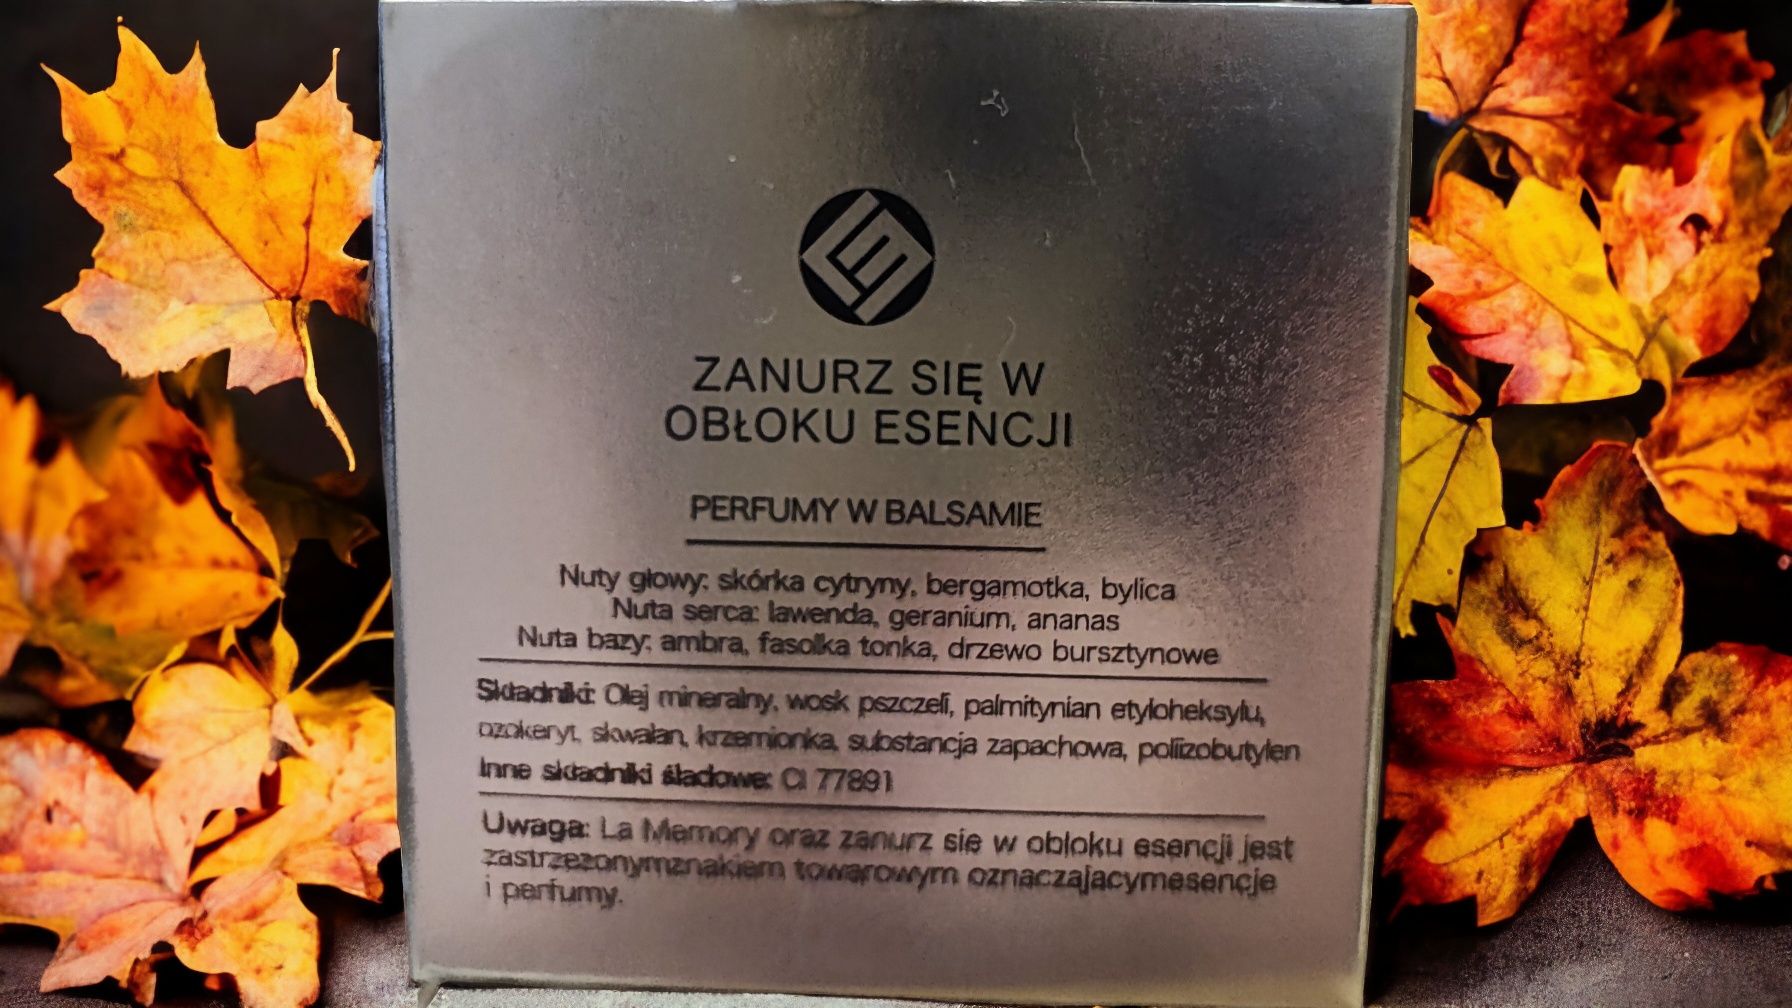 ZANURZ SIĘ W
OBŁOKU ESENCJI
PERFUMY W BALSAMIE
Nuty głowy: skórka cytryny, bergamotka, bylica
Nuta serca: lawenda, geranium, ananas
Nuta bazy: ambra, fasolka tonka, drzewo bursztynowe
Składniki: Olej mineralny, wosk pszczeli, palmitynian etyloheksylu,
ozokeryt, skwalan, krzemionka, substancja zapachowa, poliizobutylen
Inne składniki śladowe: CI 77891
Uwaga: La Memory oraz zanurz się w obłoku esencji jest
zastrzeżonymznakiem towarowym oznaczającymesencje
i perfumy.